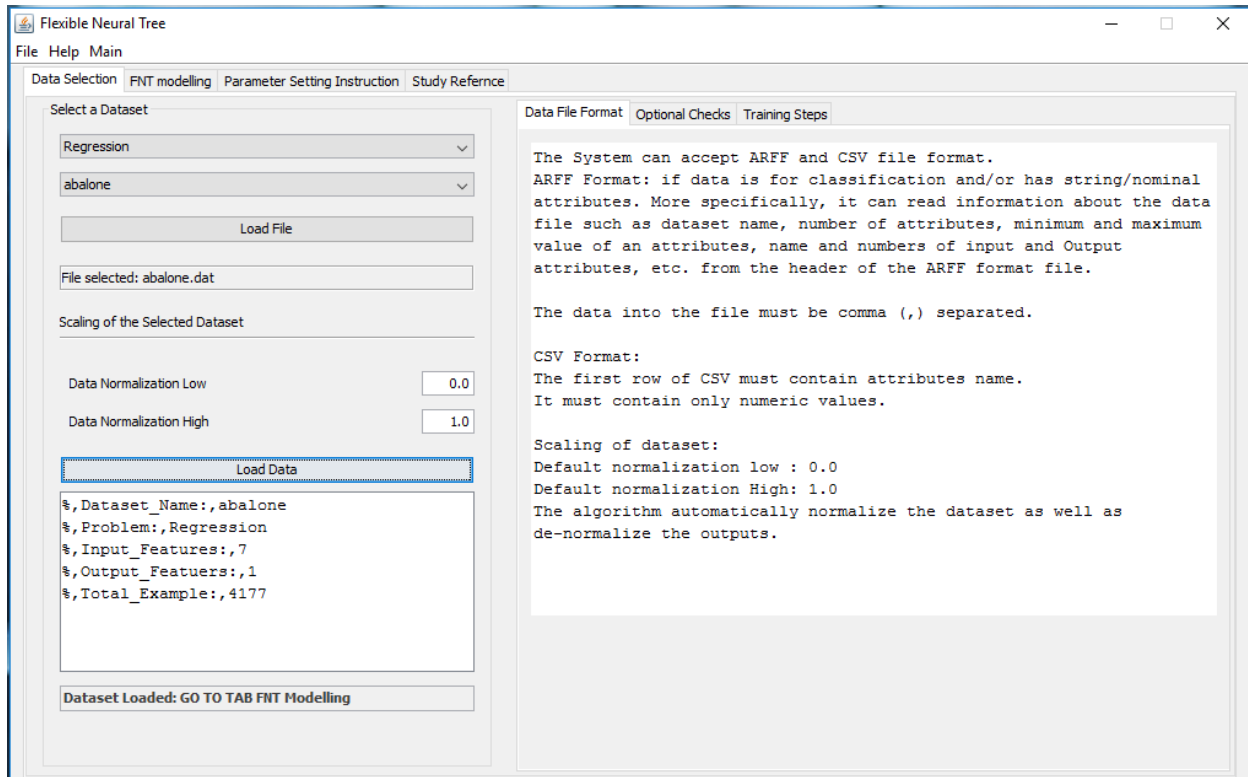 Flexible Neural Tree
File Help Main
Data Selection FNT modelling Parameter Setting Instruction Study Refernce
Select a Dataset
Regression
abalone
Load File
File selected: abalone.dat
Scaling of the Selected Dataset
Data Normalization Low 0.0
Data Normalization High 1.0
Load Data
%,Dataset_Name:,abalone
%,Problem:,Regression
%,Input_Features:,7
%,Output_Featuers:,1
%,Total_Example:,4177
Dataset Loaded: GO TO TAB FNT Modelling
Data File Format Optional Checks Training Steps
The System can accept ARFF and CSV file format.
ARFF Format: if data is for classification and/or has string/nominal
attributes. More specifically, it can read information about the data
file such as dataset name, number of attributes, minimum and maximum
value of an attributes, name and numbers of input and Output
attributes, etc. from the header of the ARFF format file.
The data into the file must be comma (,) separated.
CSV Format:
The first row of CSV must contain attributes name.
It must contain only numeric values.
Scaling of dataset:
Default normalization low : 0.0
Default normalization High: 1.0
The algorithm automatically normalize the dataset as well as
de-normalize the outputs.